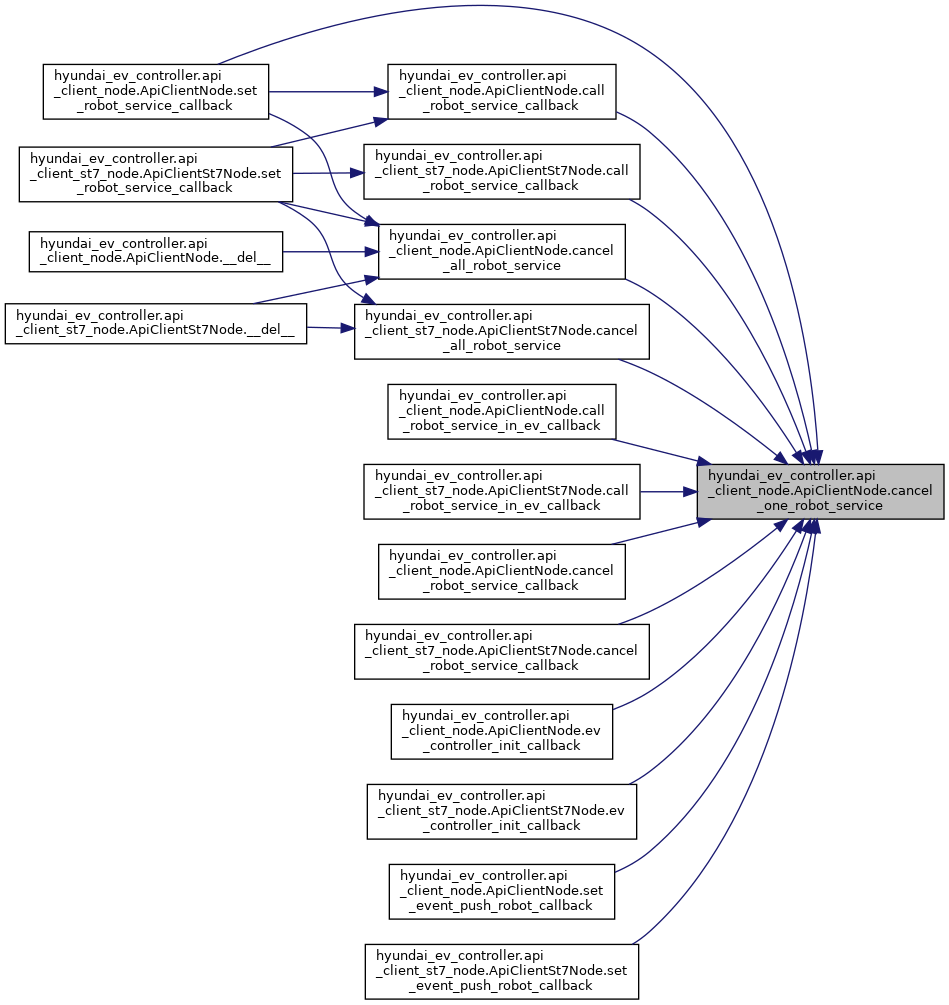 hyundai_ev_controller.api
_client_node.ApiClientNode.set
_robot_service_callback
hyundai_ev_controller.api
_client_node.ApiClientNode.call
_robot_service_callback
hyundai_ev_controller.api
_client_st7_node.ApiClientSt7Node.set
_robot_service_callback
hyundai_ev_controller.api
_client_st7_node.ApiClientSt7Node.call
_robot_service_callback
hyundai_ev_controller.api
_client_node.ApiClientNode.__del__
hyundai_ev_controller.api
_client_node.ApiClientNode.cancel
_all_robot_service
hyundai_ev_controller.api
_client_st7_node.ApiClientSt7Node.__del__
hyundai_ev_controller.api
_client_st7_node.ApiClientSt7Node.cancel
_all_robot_service
hyundai_ev_controller.api
_client_node.ApiClientNode.call
_robot_service_in_ev_callback
hyundai_ev_controller.api
_client_st7_node.ApiClientSt7Node.call
_robot_service_in_ev_callback
hyundai_ev_controller.api
_client_node.ApiClientNode.cancel
_one_robot_service
hyundai_ev_controller.api
_client_node.ApiClientNode.cancel
_robot_service_callback
hyundai_ev_controller.api
_client_st7_node.ApiClientSt7Node.cancel
_robot_service_callback
hyundai_ev_controller.api
_client_node.ApiClientNode.ev
_controller_init_callback
hyundai_ev_controller.api
_client_st7_node.ApiClientSt7Node.ev
_controller_init_callback
hyundai_ev_controller.api
_client_node.ApiClientNode.set
_event_push_robot_callback
hyundai_ev_controller.api
_client_st7_node.ApiClientSt7Node.set
_event_push_robot_callback